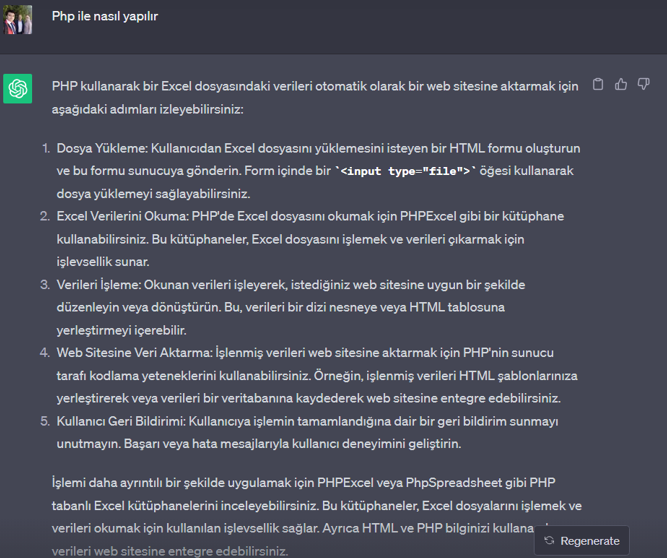 Php ile nasıl yapılır
PHP kullanarak bir Excel dosyasındaki verileri otomatik olarak bir web sitesine aktarmak için
aşağıdaki adımları izleyebilirsiniz:
1. Dosya Yükleme: Kullanıcıdan Excel dosyasını yüklemesini isteyen bir HTML formu oluşturun
ve bu formu sunucuya gönderin. Form içinde bir `<input type="file">` öğesi kullanarak
dosya yüklemeyi sağlayabilirsiniz.
2. Excel Verilerini Okuma: PHP'de Excel dosyasını okumak için PHPExcel gibi bir kütüphane
kullanabilirsiniz. Bu kütüphaneler, Excel dosyasını işlemek ve verileri çıkarmak için
işlevsellik sunar.
3. Verileri İşleme: Okunan verileri işleyerek, istediğiniz web sitesine uygun bir şekilde
düzenleyin veya dönüştürün. Bu, verileri bir dizi nesneye veya HTML tablosuna
yerleştirmeyi içerebilir.
4. Web Sitesine Veri Aktarma: İşlenmiş verileri web sitesine aktarmak için PHP'nin sunucu
tarafı kodlama yeteneklerini kullanabilirsiniz. Örneğin, işlenmiş verileri HTML şablonlarınıza
yerleştirerek veya verileri bir veritabanına kaydederek web sitesine entegre edebilirsiniz.
5. Kullanıcı Geri Bildirimi: Kullanıcıya işlemin tamamlandığına dair bir geri bildirim sunmayı
unutmayın. Başarı veya hata mesajlarıyla kullanıcı deneyimini geliştirin.
İşlemi daha ayrıntılı bir şekilde uygulamak için PHPExcel veya PhpSpreadsheet gibi PHP
tabanlı Excel kütüphanelerini inceleyebilirsiniz. Bu kütüphaneler, Excel dosyalarını işlemek ve
verileri okumak için kullanılan işlevsellik sağlar. Ayrıca HTML ve PHP bilginizi
verileri web sitesine entegre edebilirsiniz.
Regenerate